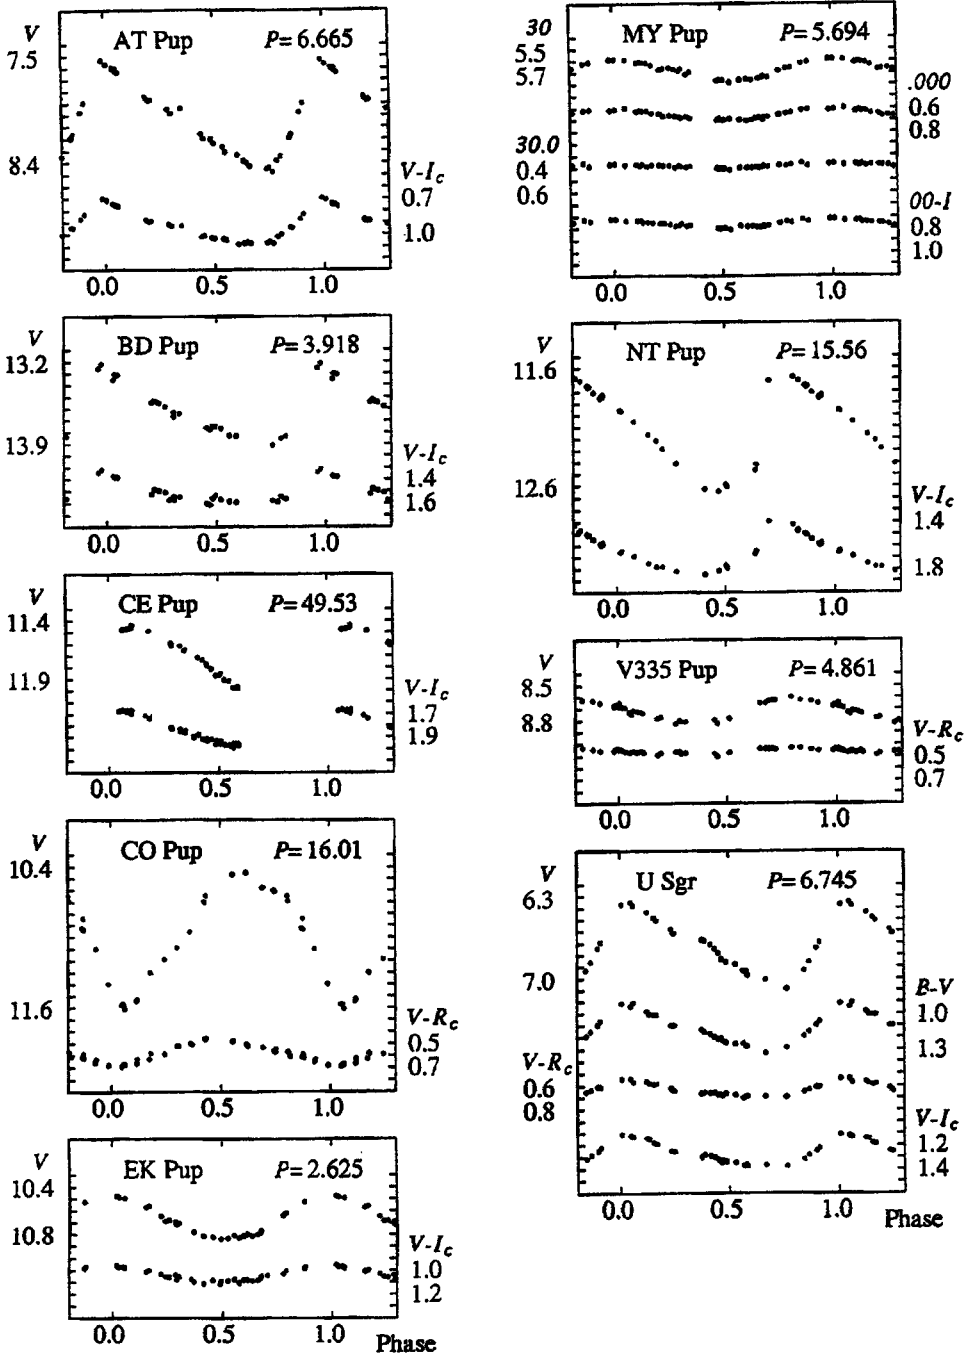 V
AT Pup P=6.665
7.5
8.4
V-Ic
0.7
1.0
0.0 0.5 1.0
V
BD Pup P=3.918
13.2
13.9
V-Ic
1.4
1.6
0.0 0.5 1.0
V
CE Pup P=49.53
11.4
11.9
V-Ic
1.7
1.9
0.0 0.5 1.0
V
CO Pup P=16.01
10.4
11.6
V-Rc
0.5
0.7
0.0 0.5 1.0
V
EK Pup P=2.625
10.4
10.8
V-Ic
1.0
1.2
0.0 0.5 1.0
Phase
30
MY Pup P=5.694
5.5
5.7
.000
0.6
0.8
30.0
0.4
0.6
00-I
0.8
1.0
0.0 0.5 1.0
V
NT Pup P=15.56
11.6
12.6
V-Ic
1.4
1.8
0.0 0.5 1.0
V
V335 Pup P=4.861
8.5
8.8
V-Rc
0.5
0.7
0.0 0.5 1.0
V
U Sgr P=6.745
6.3
7.0
B-V
1.0
1.3
V-Rc
0.6
0.8
V-Ic
1.2
1.4
0.0 0.5 1.0
Phase